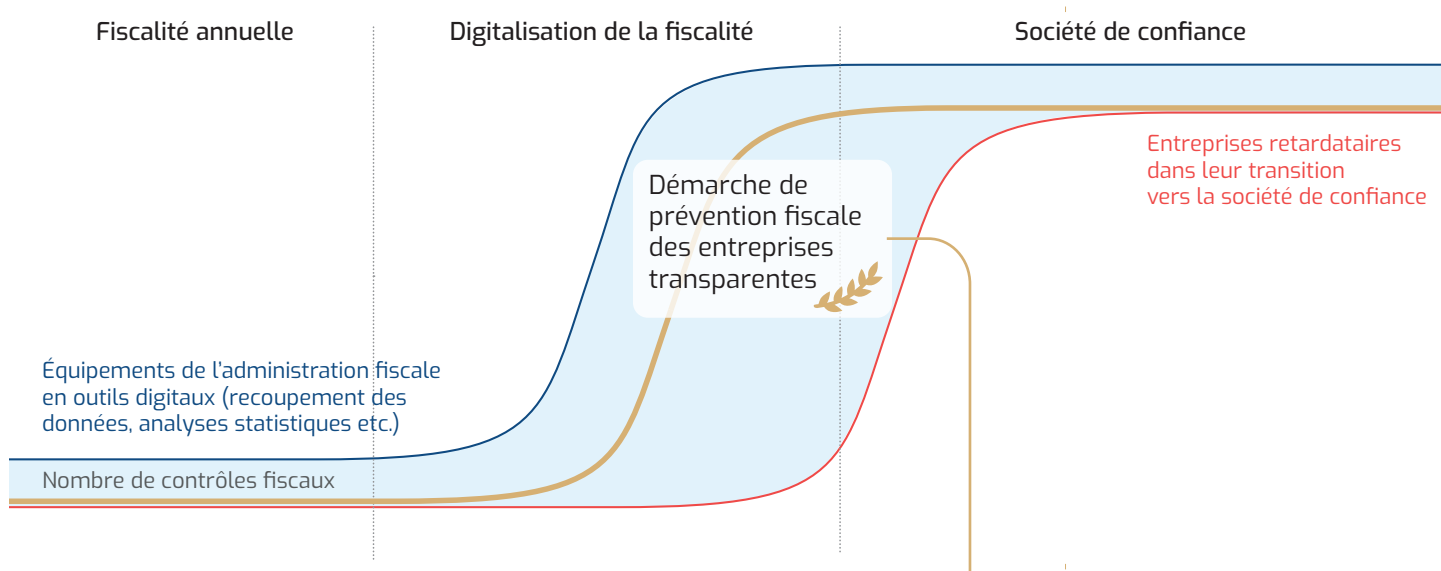 Fiscalité annuelle
Digitalisation de la fiscalité
Société de confiance
Entreprises retardataires
dans leur transition
vers la société de confiance
Démarche de
prévention fiscale
des entreprises
transparentes
Équipements de l’administration fiscale
en outils digitaux (recoupement des
données, analyses statistiques etc.)
Nombre de contrôles fiscaux